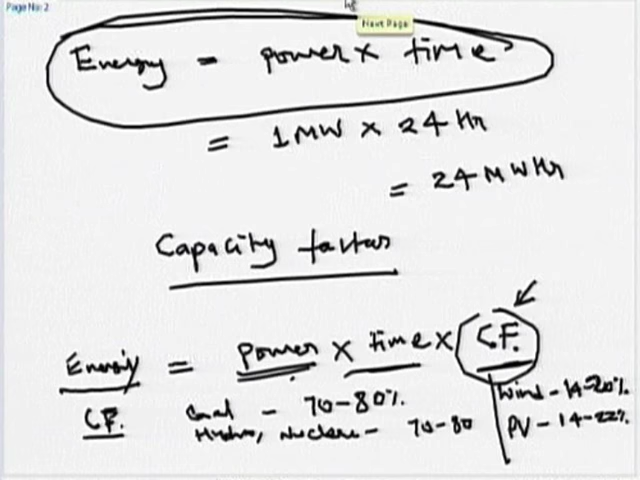 Page No: 2
Next Page
Energy = power × time
= 1MW × 24 Hr
= 24 MWHr
Capacity factor
Energy = power × time × C.F.
C.F. Coal - 70-80%.
Hydro, Nuclear - 70-80
Wind - 14-20%
PV - 14-22%